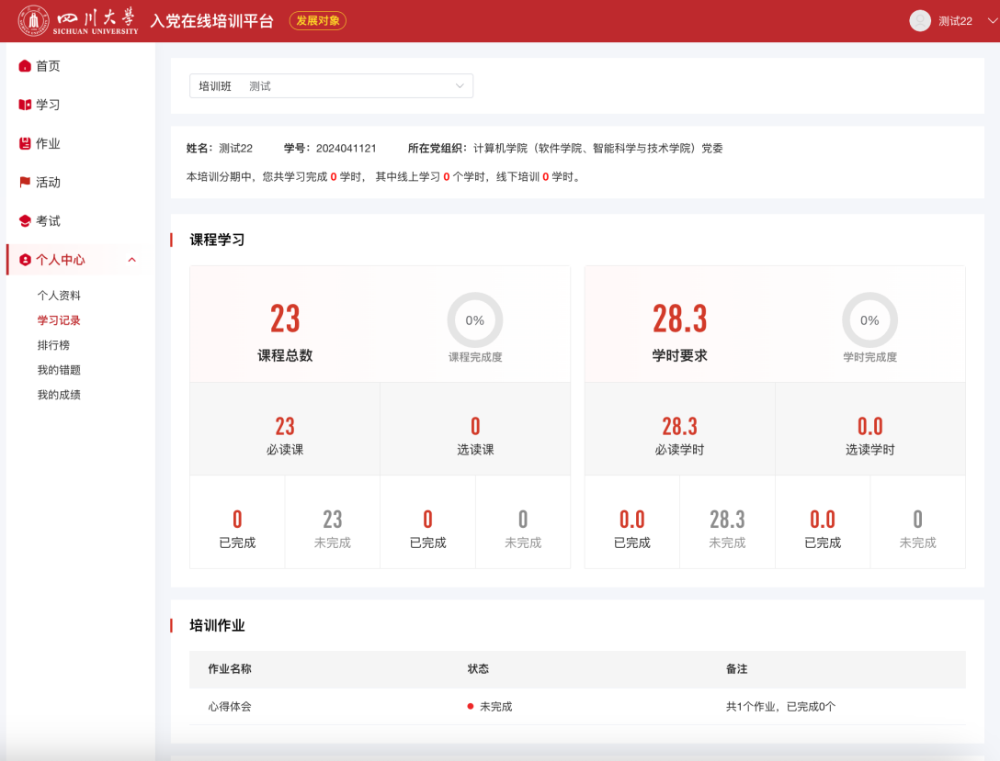 四川大学
SICHUAN UNIVERSITY
入党在线培训平台 发展对象 测试22
首页
学习
作业
活动
考试
个人中心
个人资料
学习记录
排行榜
我的错题
我的成绩
培训班 测试
姓名：测试22 学号：2024041121 所在党组织：计算机学院（软件学院、智能科学与技术学院）党委
本培训分期中，您共学习完成 0 学时， 其中线上学习 0 个学时，线下培训 0 学时。
课程学习
23
课程总数
0%
课程完成度
28.3
学时要求
0%
学时完成度
23
必读课
0
选读课
28.3
必读学时
0.0
选读学时
0
已完成
23
未完成
0
已完成
0
未完成
0.0
已完成
28.3
未完成
0.0
已完成
0
未完成
培训作业
作业名称 状态 备注
心得体会 未完成 共1个作业，已完成0个